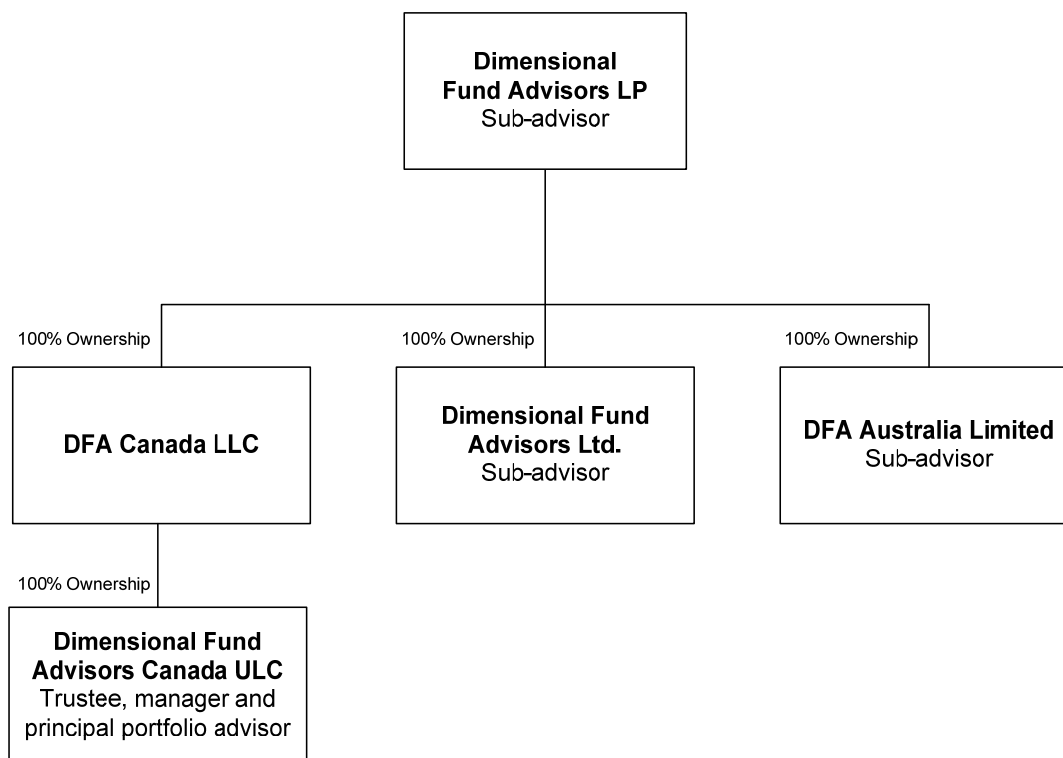 Dimensional
Fund Advisors LP
Sub-advisor
100% Ownership
100% Ownership
100% Ownership
DFA Canada LLC
Dimensional Fund
Advisors Ltd.
Sub-advisor
DFA Australia Limited
Sub-advisor
100% Ownership
Dimensional Fund
Advisors Canada ULC
Trustee, manager and
principal portfolio advisor